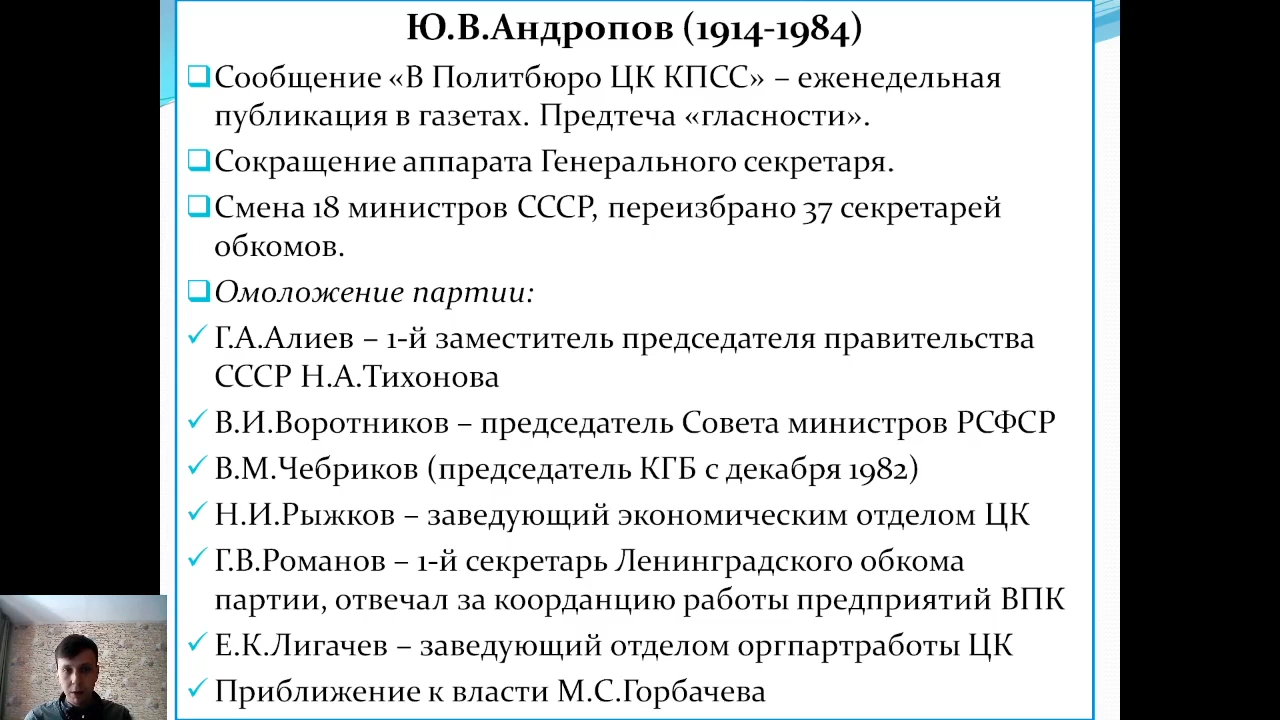 Ю.В.Андропов (1914-1984)
Сообщение «В Политбюро ЦК КПСС» – еженедельная
публикация в газетах. Предтеча «гласности».
Сокращение аппарата Генерального секретаря.
Смена 18 министров СССР, переизбрано 37 секретарей
обкомов.
Омоложение партии:
Г.А.Алиев – 1-й заместитель председателя правительства
СССР Н.А.Тихонова
В.И.Воротников – председатель Совета министров РСФСР
В.М.Чебриков (председатель КГБ с декабря 1982)
Н.И.Рыжков – заведующий экономическим отделом ЦК
Г.В.Романов – 1-й секретарь Ленинградского обкома
партии, отвечал за коорданцию работы предприятий ВПК
Е.К.Лигачев – заведующий отделом оргпартработы ЦК
Приближение к власти М.С.Горбачева